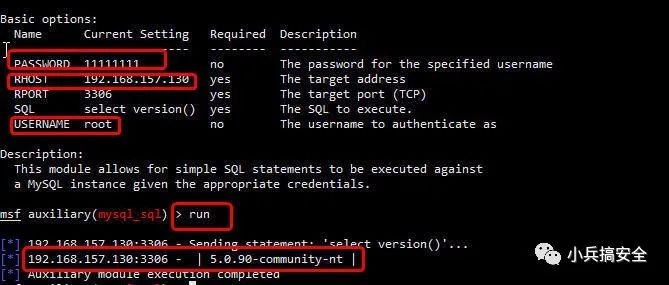 Basic options:
Name Current Setting Required Description
---- --------------- -------- -----------
PASSWORD 11111111 no The password for the specified username
RHOST 192.168.157.130 yes The target address
RPORT 3306 yes The target port (TCP)
SQL select version() yes The SQL to execute.
USERNAME root no The username to authenticate as
Description:
This module allows for simple SQL statements to be executed against
a MySQL instance given the appropriate credentials.
msf auxiliary(mysql_sql) > run
[*] 192.168.157.130:3306 - Sending statement: 'select version()'...
[*] 192.168.157.130:3306 - | 5.0.90-community-nt |
[*] Auxiliary module execution completed
小兵搞安全